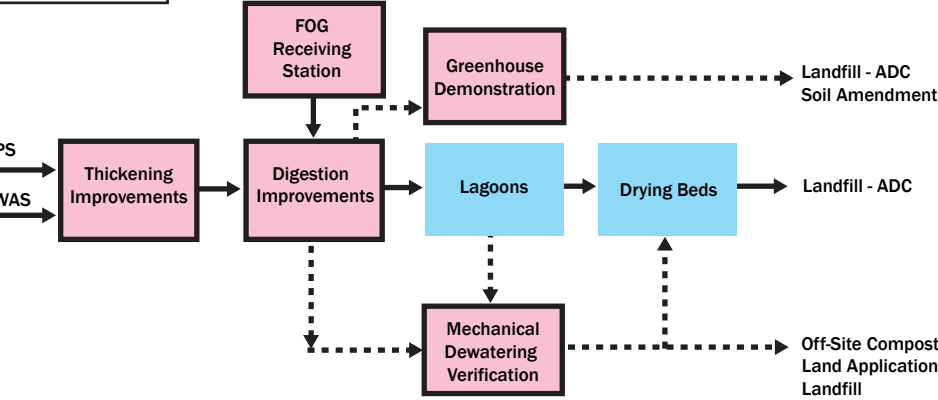 FOG
Receiving
Station
Greenhouse
Demonstration
Landfill - ADC
Soil Amendment
PS
WAS
Thickening
Improvements
Digestion
Improvements
Lagoons
Drying Beds
Landfill - ADC
Mechanical
Dewatering
Verification
Off-Site Compost
Land Application
Landfill